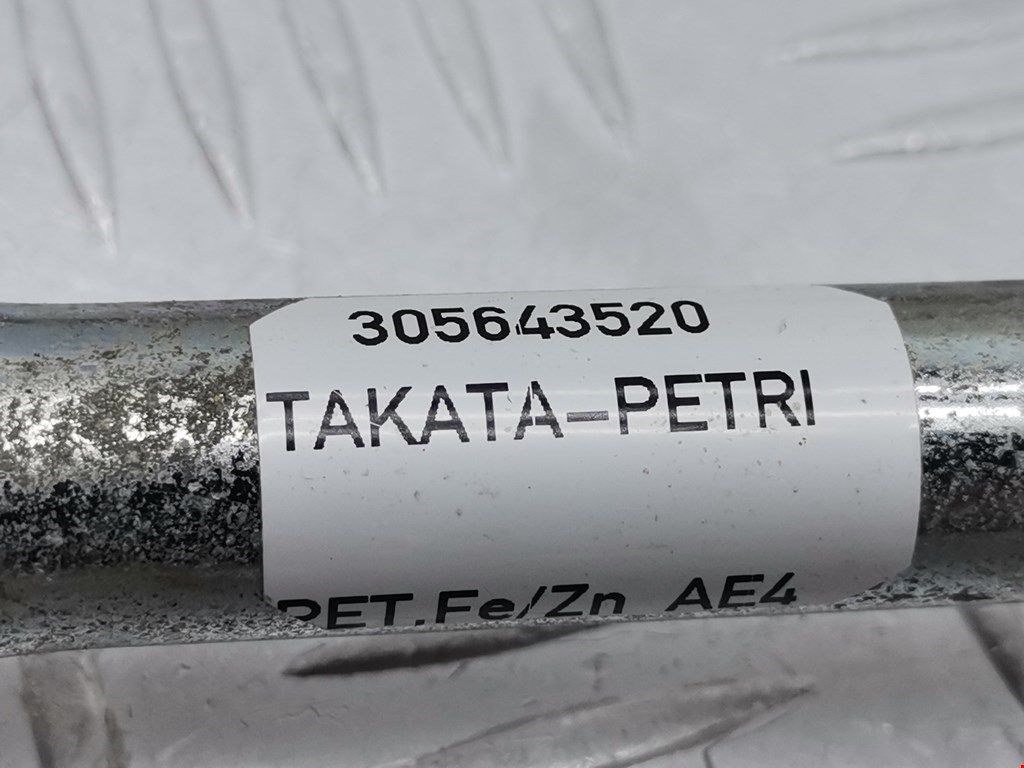 305643520
TAKATA-PETRI
PET.Fe/Zn AE4